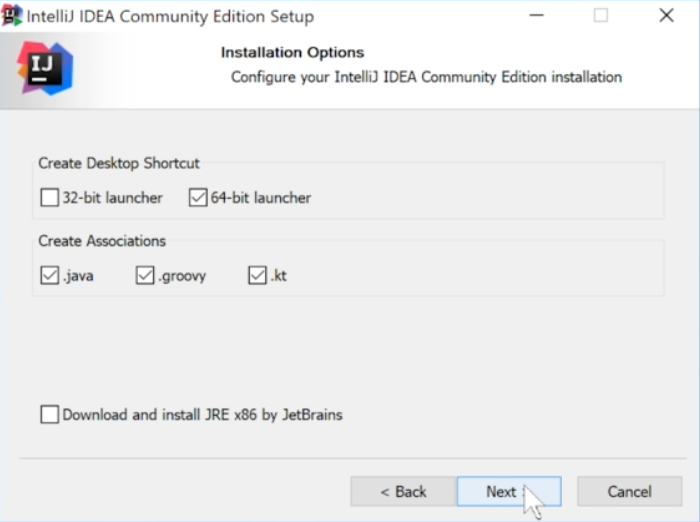 IntelliJ IDEA Community Edition Setup
IJ
Installation Options
Configure your IntelliJ IDEA Community Edition installation
Create Desktop Shortcut
32-bit launcher 64-bit launcher
Create Associations
.java .groovy .kt
Download and install JRE x86 by JetBrains
< Back Next > Cancel